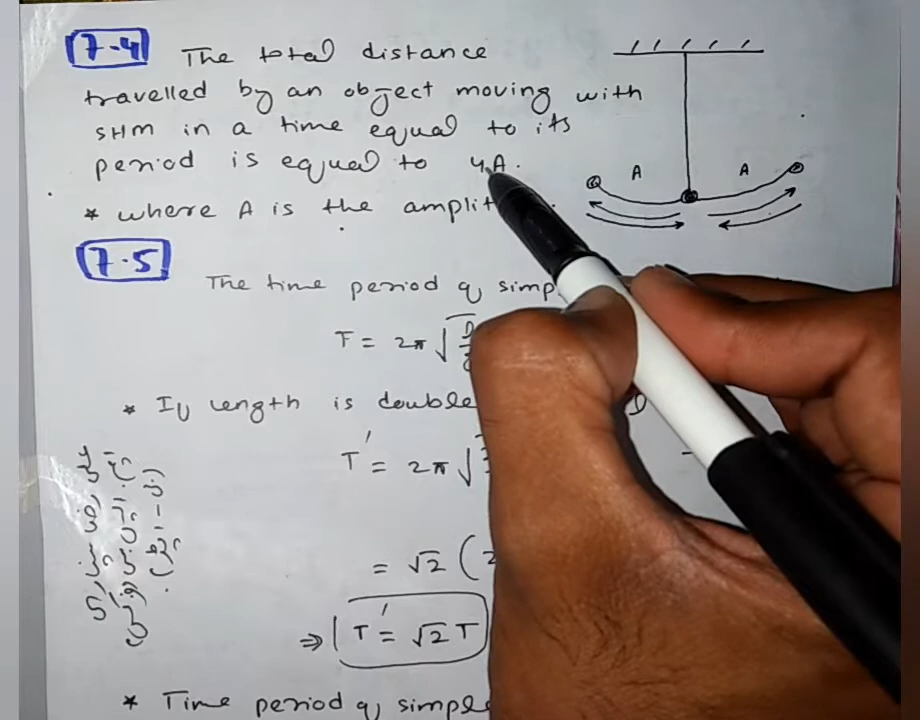 7.4 The total distance
travelled by an object moving with
SHM in a time equal to its
period is equal to 4A.
* where A is the amplit
A A
7.5
The time period of simp
T = 2π√
* If length is double
T' = 2π√
= √2 (2
⇒ T' = √2 T
* Time period of simple